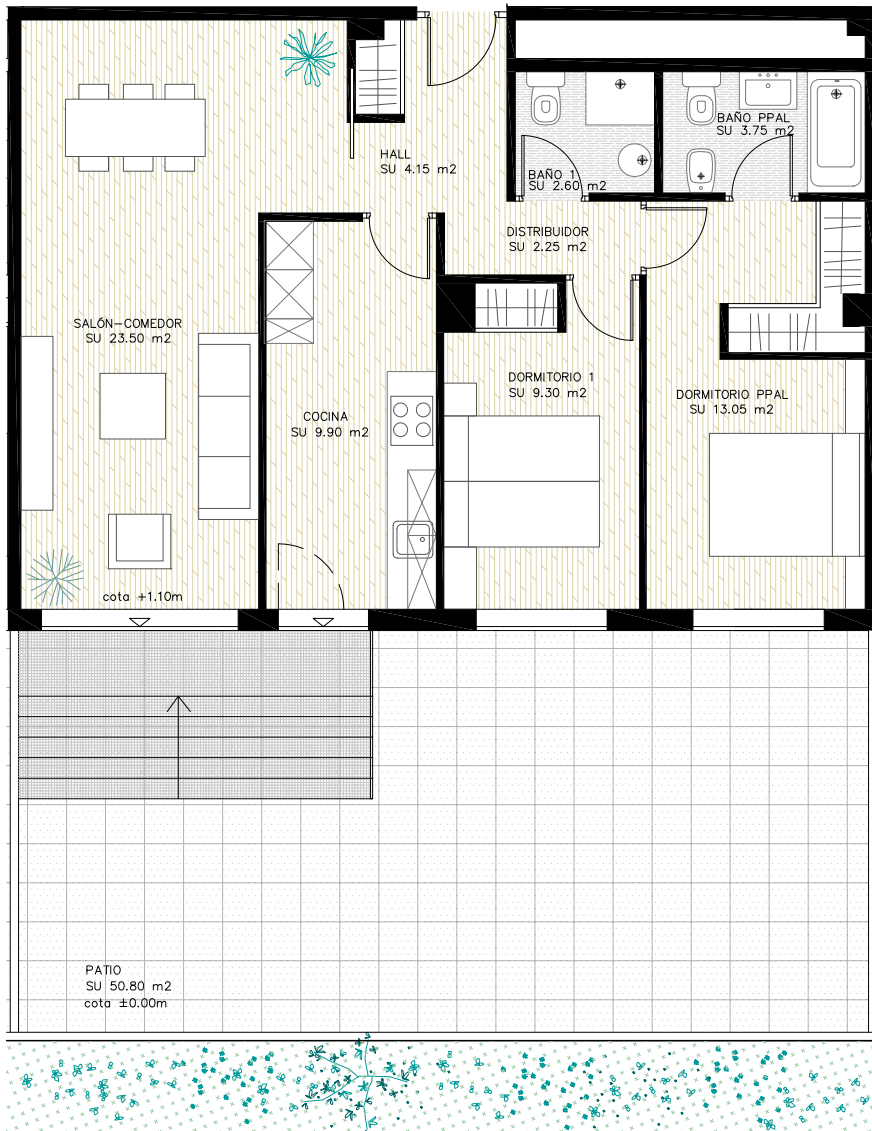 BAÑO PPAL
SU 3.75 m2
HALL
SU 4.15 m2
BAÑO 1
SU 2.60 m2
DISTRIBUIDOR
SU 2.25 m2
SALÓN-COMEDOR
SU 23.50 m2
DORMITORIO 1
SU 9.30 m2
DORMITORIO PPAL
SU 13.05 m2
COCINA
SU 9.90 m2
cota +1.10m
PATIO
SU 50.80 m2
cota ±0.00m